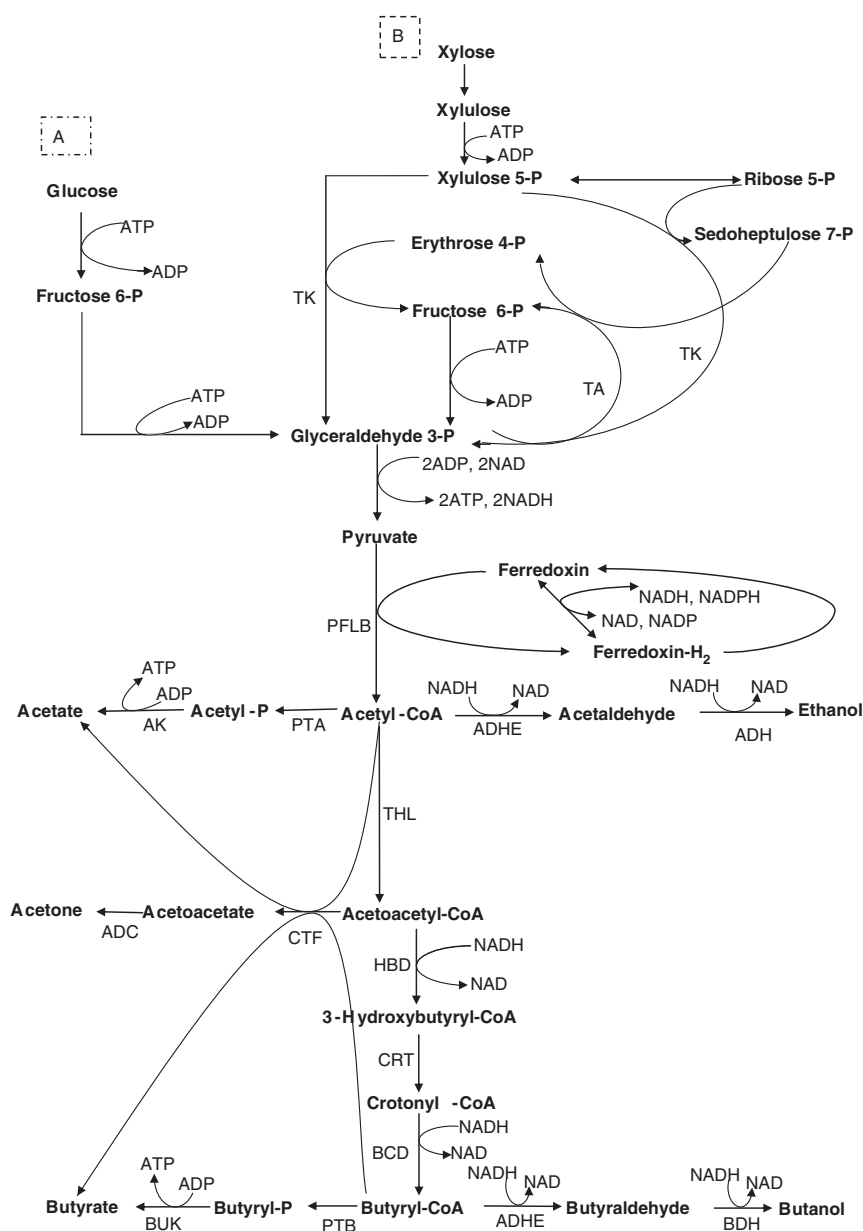 B
Xylose
Xylulose
A
ATP
ADP
Glucose
Xylulose 5-P
Ribose 5-P
ATP
ADP
Erythrose 4-P
Sedoheptulose 7-P
Fructose 6-P
TK
Fructose 6-P
ATP
TK
TA
ADP
ATP
ADP
Glyceraldehyde 3-P
2ADP, 2NAD
2ATP, 2NADH
Pyruvate
Ferredoxin
NADH, NADPH
NAD, NADP
PFLB
Ferredoxin-H2
ATP
ADP
NADH
NAD
NADH
NAD
Acetate
Acetyl-P
Acetyl-CoA
Acetaldehyde
Ethanol
AK
PTA
ADHE
ADH
THL
Acetone
Acetoacetate
Acetoacetyl-CoA
ADC
CTF
NADH
HBD
NAD
3-Hydroxybutyryl-CoA
CRT
Crotonyl -CoA
NADH
BCD
NAD
ATP
ADP
NADH
NAD
NADH
NAD
Butyrate
Butyryl-P
Butyryl-CoA
Butyraldehyde
Butanol
BUK
PTB
ADHE
BDH